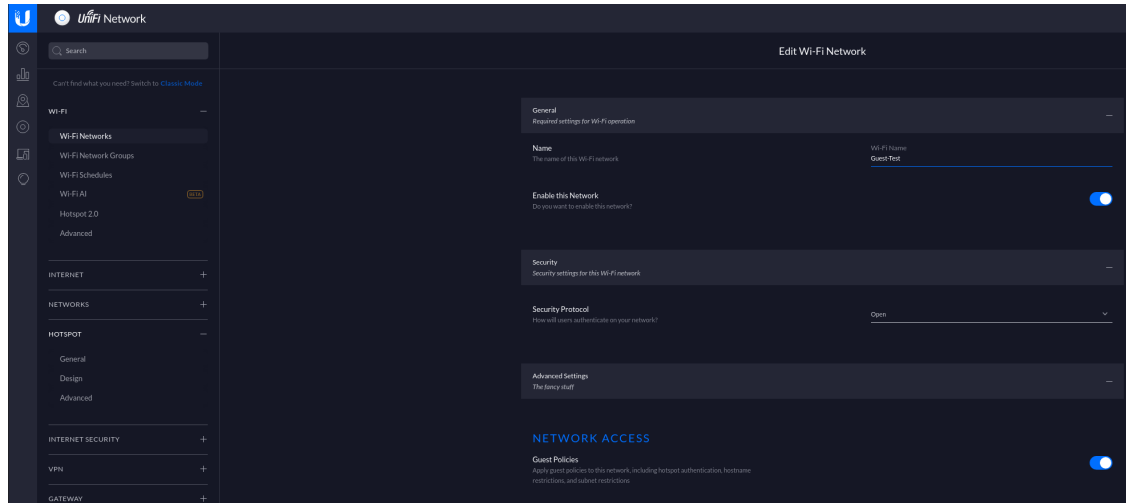 UniFi Network
Search
Edit Wi-Fi Network
Can't find what you need? Switch to Classic Mode
WI-FI
Wi-Fi Networks
Wi-Fi Network Groups
Wi-Fi Schedules
Wi-Fi AI
BETA
Hotspot 2.0
Advanced
INTERNET
NETWORKS
HOTSPOT
General
Design
Advanced
INTERNET SECURITY
VPN
GATEWAY
General
Required settings for Wi-Fi operation
Name
The name of this Wi-Fi network
Wi-Fi Name
Guest-Test
Enable this Network
Do you want to enable this network?
Security
Security settings for this Wi-Fi network
Security Protocol
How will users authenticate on your network?
Open
Advanced Settings
The fancy stuff
NETWORK ACCESS
Guest Policies
Apply guest policies to this network, including hotspot authentication, hostname
restrictions, and subnet restrictions